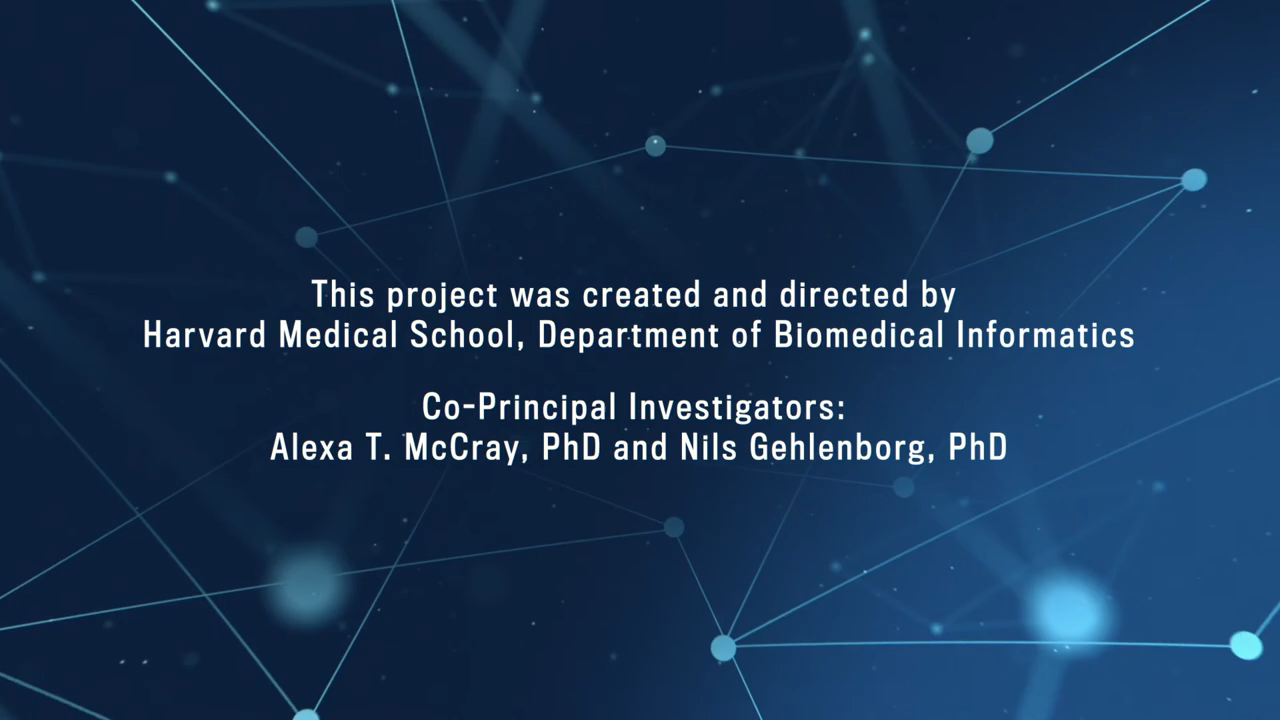 This project was created and directed by
Harvard Medical School, Department of Biomedical Informatics
Co-Principal Investigators:
Alexa T. McCray, PhD and Nils Gehlenborg, PhD